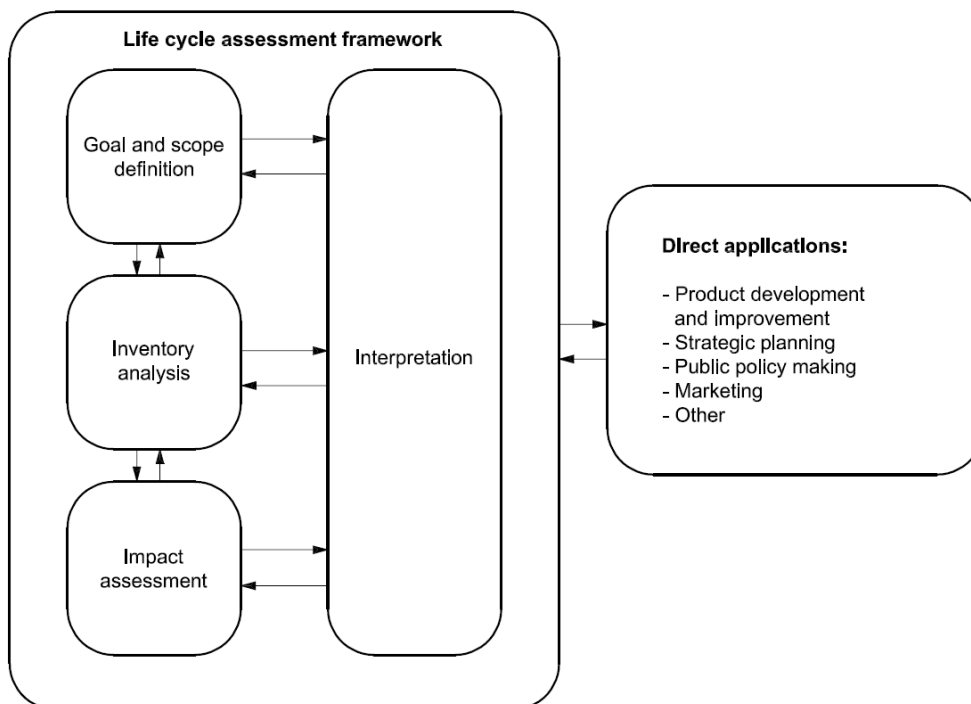 Life cycle assessment framework
Goal and scope
definition
Inventory
analysis
Impact
assessment
Interpretation
Direct applications:
- Product development
and improvement
- Strategic planning
- Public policy making
- Marketing
- Other